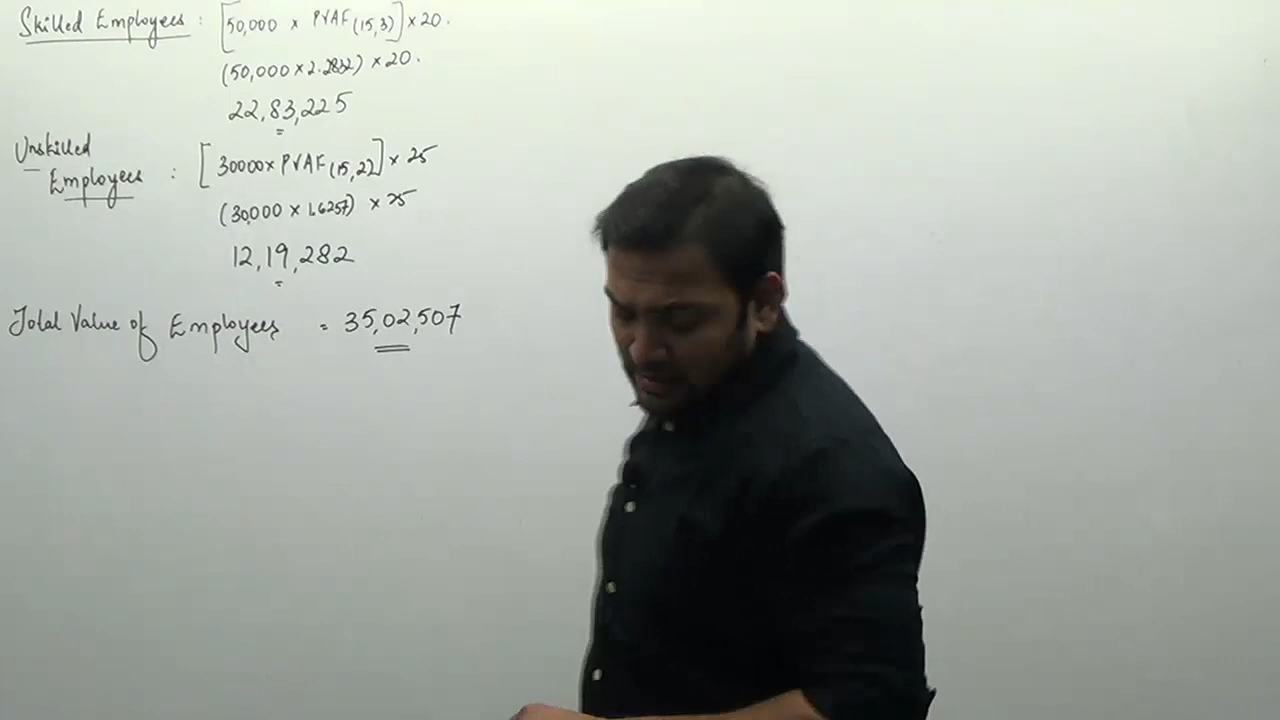 Skilled Employees : [50,000 × PVAF(15,3)] × 20.
(50,000 × 2.2832) × 20.
22,83,225
Unskilled
Employees : [30000 × PVAF(15,2)] × 25
(30,000 × 1.6257) × 25
12,19,282
Total Value of Employees = 35,02,507